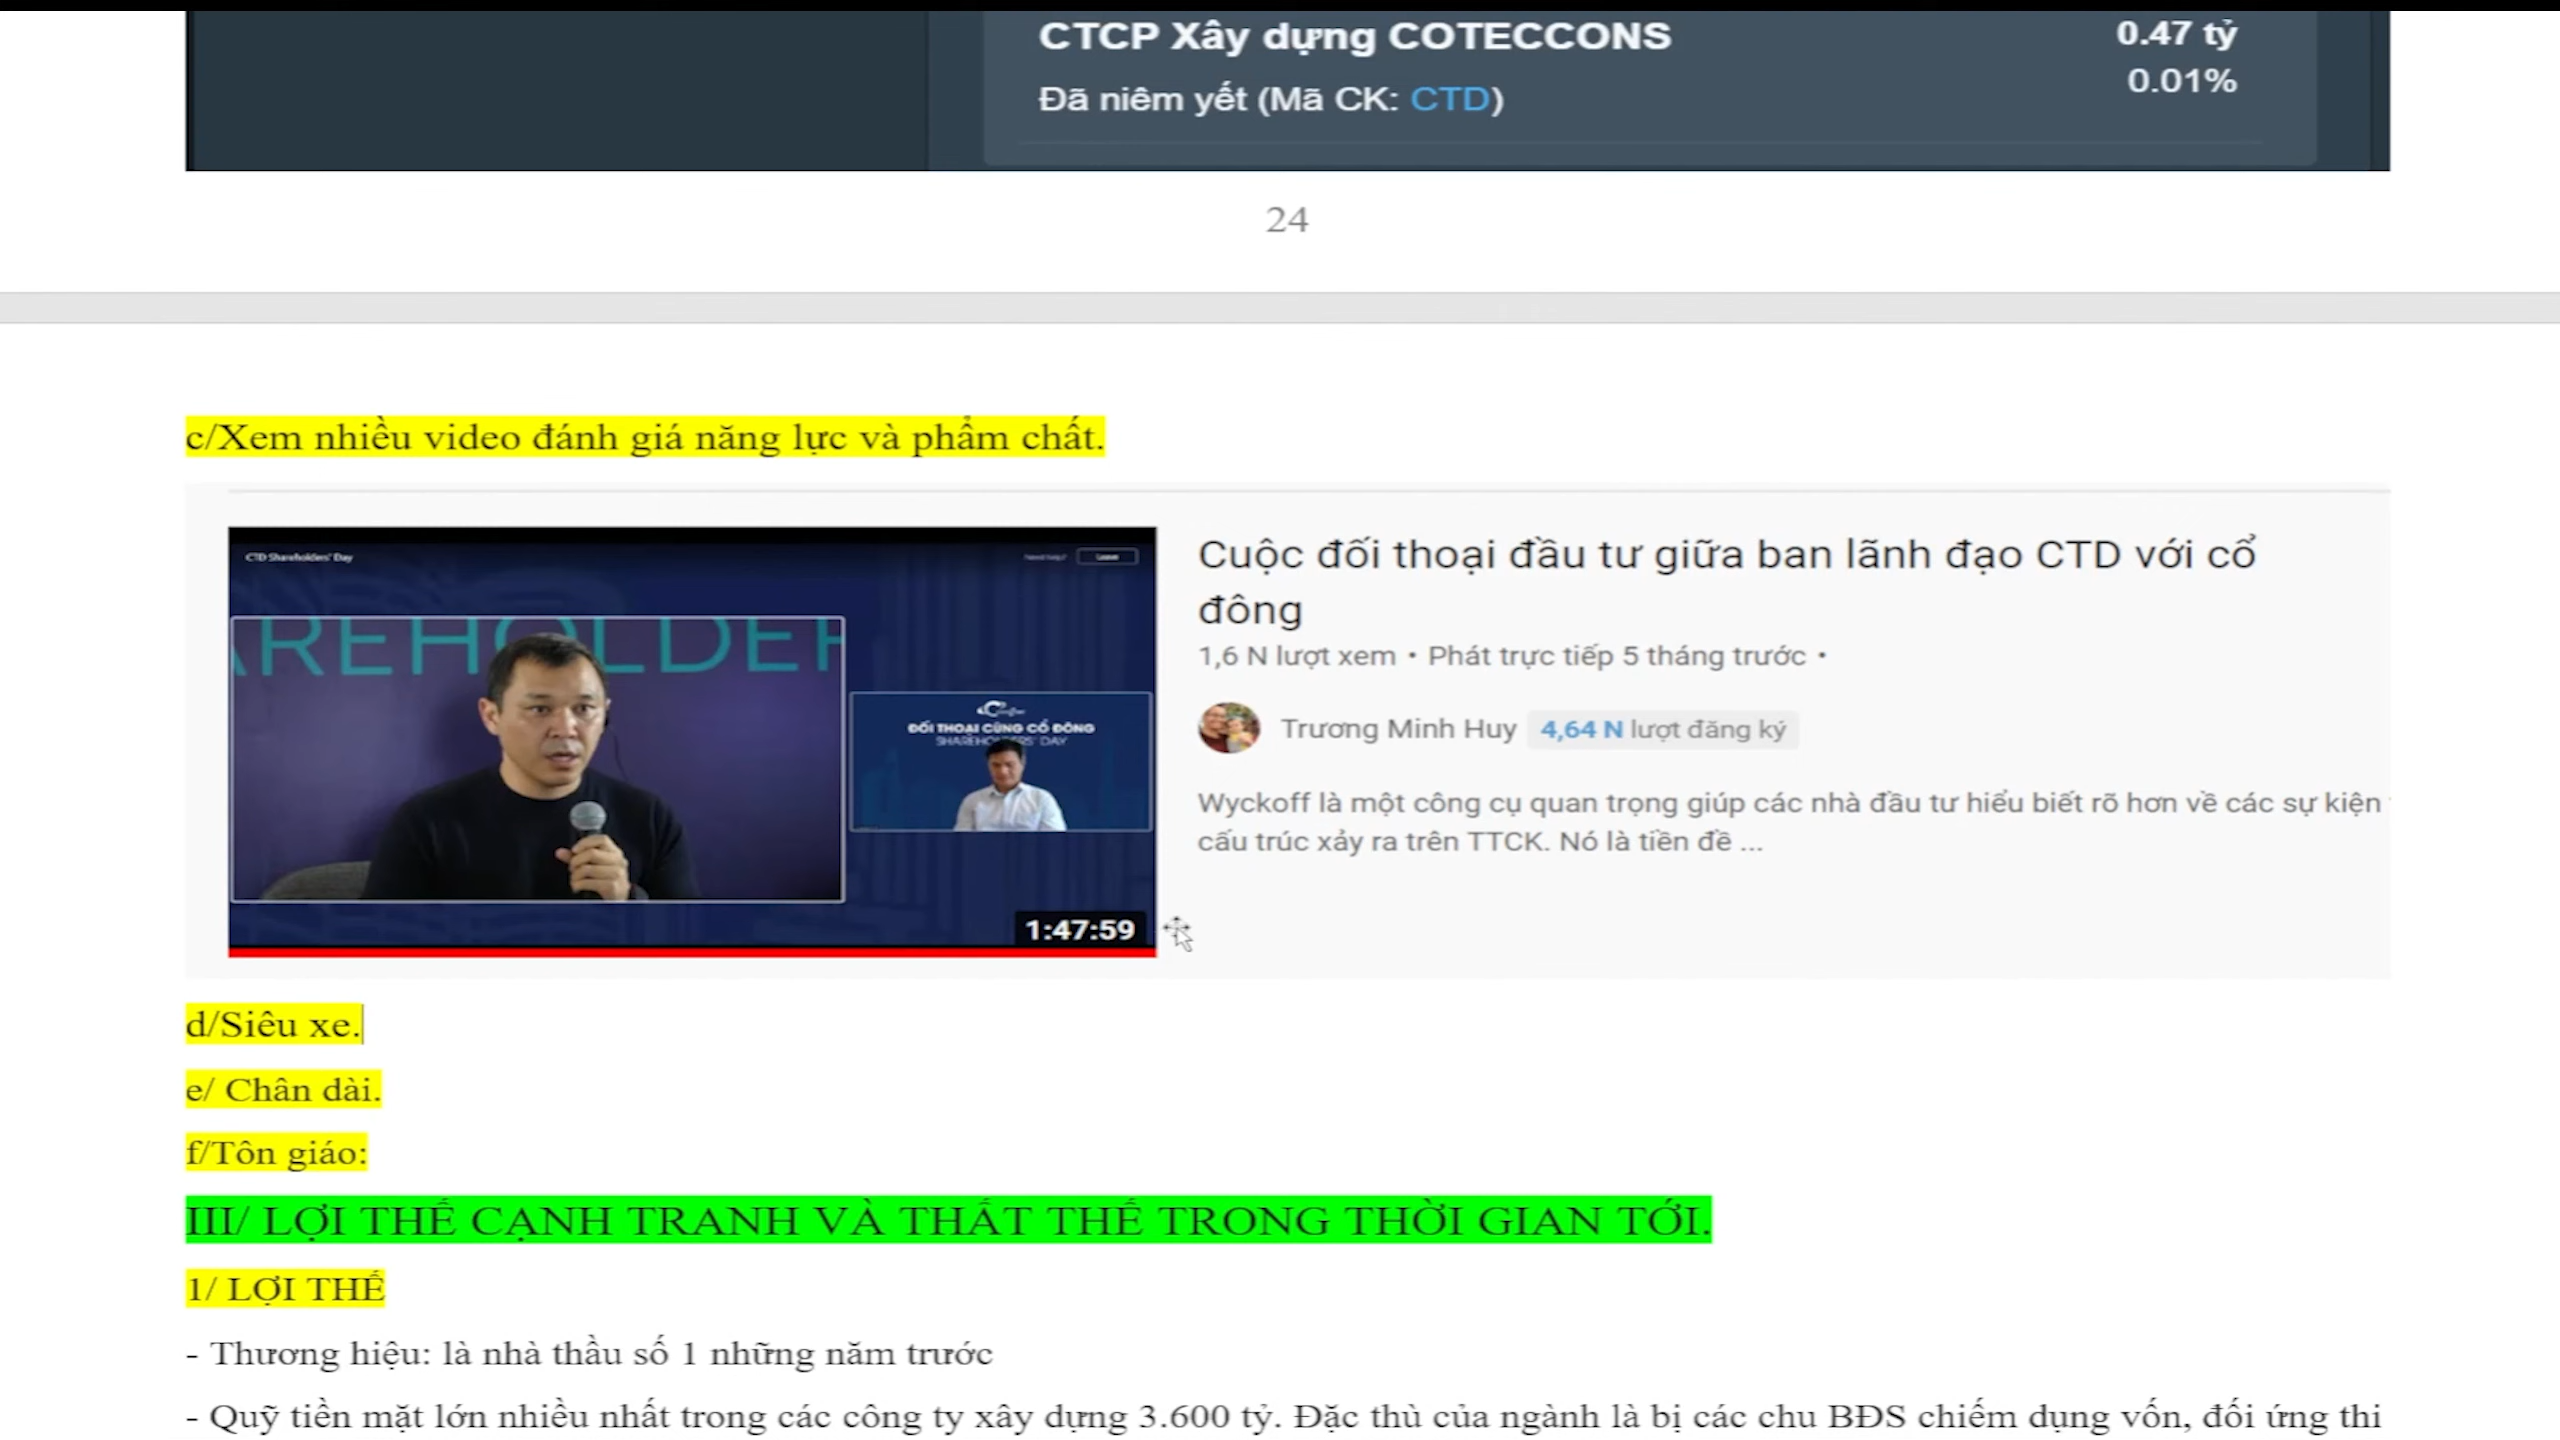 CTCP Xây dựng COTECCONS
0.47 tỷ
Đã niêm yết (Mã CK: CTD)
0.01%
24
c/Xem nhiều video đánh giá năng lực và phẩm chất.
CTD Shareholders' Day
Need help?
Leave
AREHOLDER
ĐỐI THOẠI CÙNG CỔ ĐÔNG
SHAREHOLDERS' DAY
1:47:59
Cuộc đối thoại đầu tư giữa ban lãnh đạo CTD với cổ
đông
1,6 N lượt xem • Phát trực tiếp 5 tháng trước •
Trương Minh Huy 4,64 N lượt đăng ký
Wyckoff là một công cụ quan trọng giúp các nhà đầu tư hiểu biết rõ hơn về các sự kiện
cấu trúc xảy ra trên TTCK. Nó là tiền đề ...
d/Siêu xe.
e/ Chân dài.
f/Tôn giáo:
III/ LỢI THẾ CẠNH TRANH VÀ THẤT THẾ TRONG THỜI GIAN TỚI.
1/ LỢI THẾ
- Thương hiệu: là nhà thầu số 1 những năm trước
- Quỹ tiền mặt lớn nhiều nhất trong các công ty xây dựng 3.600 tỷ. Đặc thù của ngành là bị các chu BĐS chiếm dụng vốn, đối ứng thi